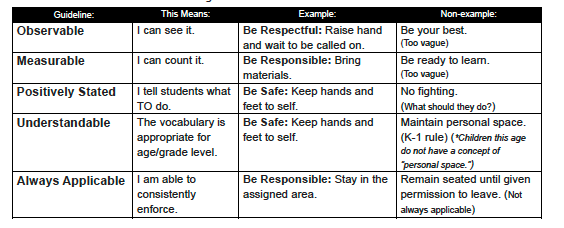 Guideline: This Means: Example: Non-example:
Observable I can see it. Be Respectful: Raise hand Be your best.
and wait to be called on. (Too vague)
Measurable I can count it. Be Responsible: Bring Be ready to learn.
materials. (Too vague)
Positively Stated I tell students what Be Safe: Keep hands and No fighting.
TO do. feet to self. (What should they do?)
Understandable The vocabulary is Be Safe: Keep hands and Maintain personal space.
appropriate for feet to self. (K-1 rule) (*Children this age
age/grade level. do not have a concept of
"personal space.")
Always Applicable I am able to Be Responsible: Stay in the Remain seated until given
consistently assigned area. permission to leave. (Not
enforce. always applicable)